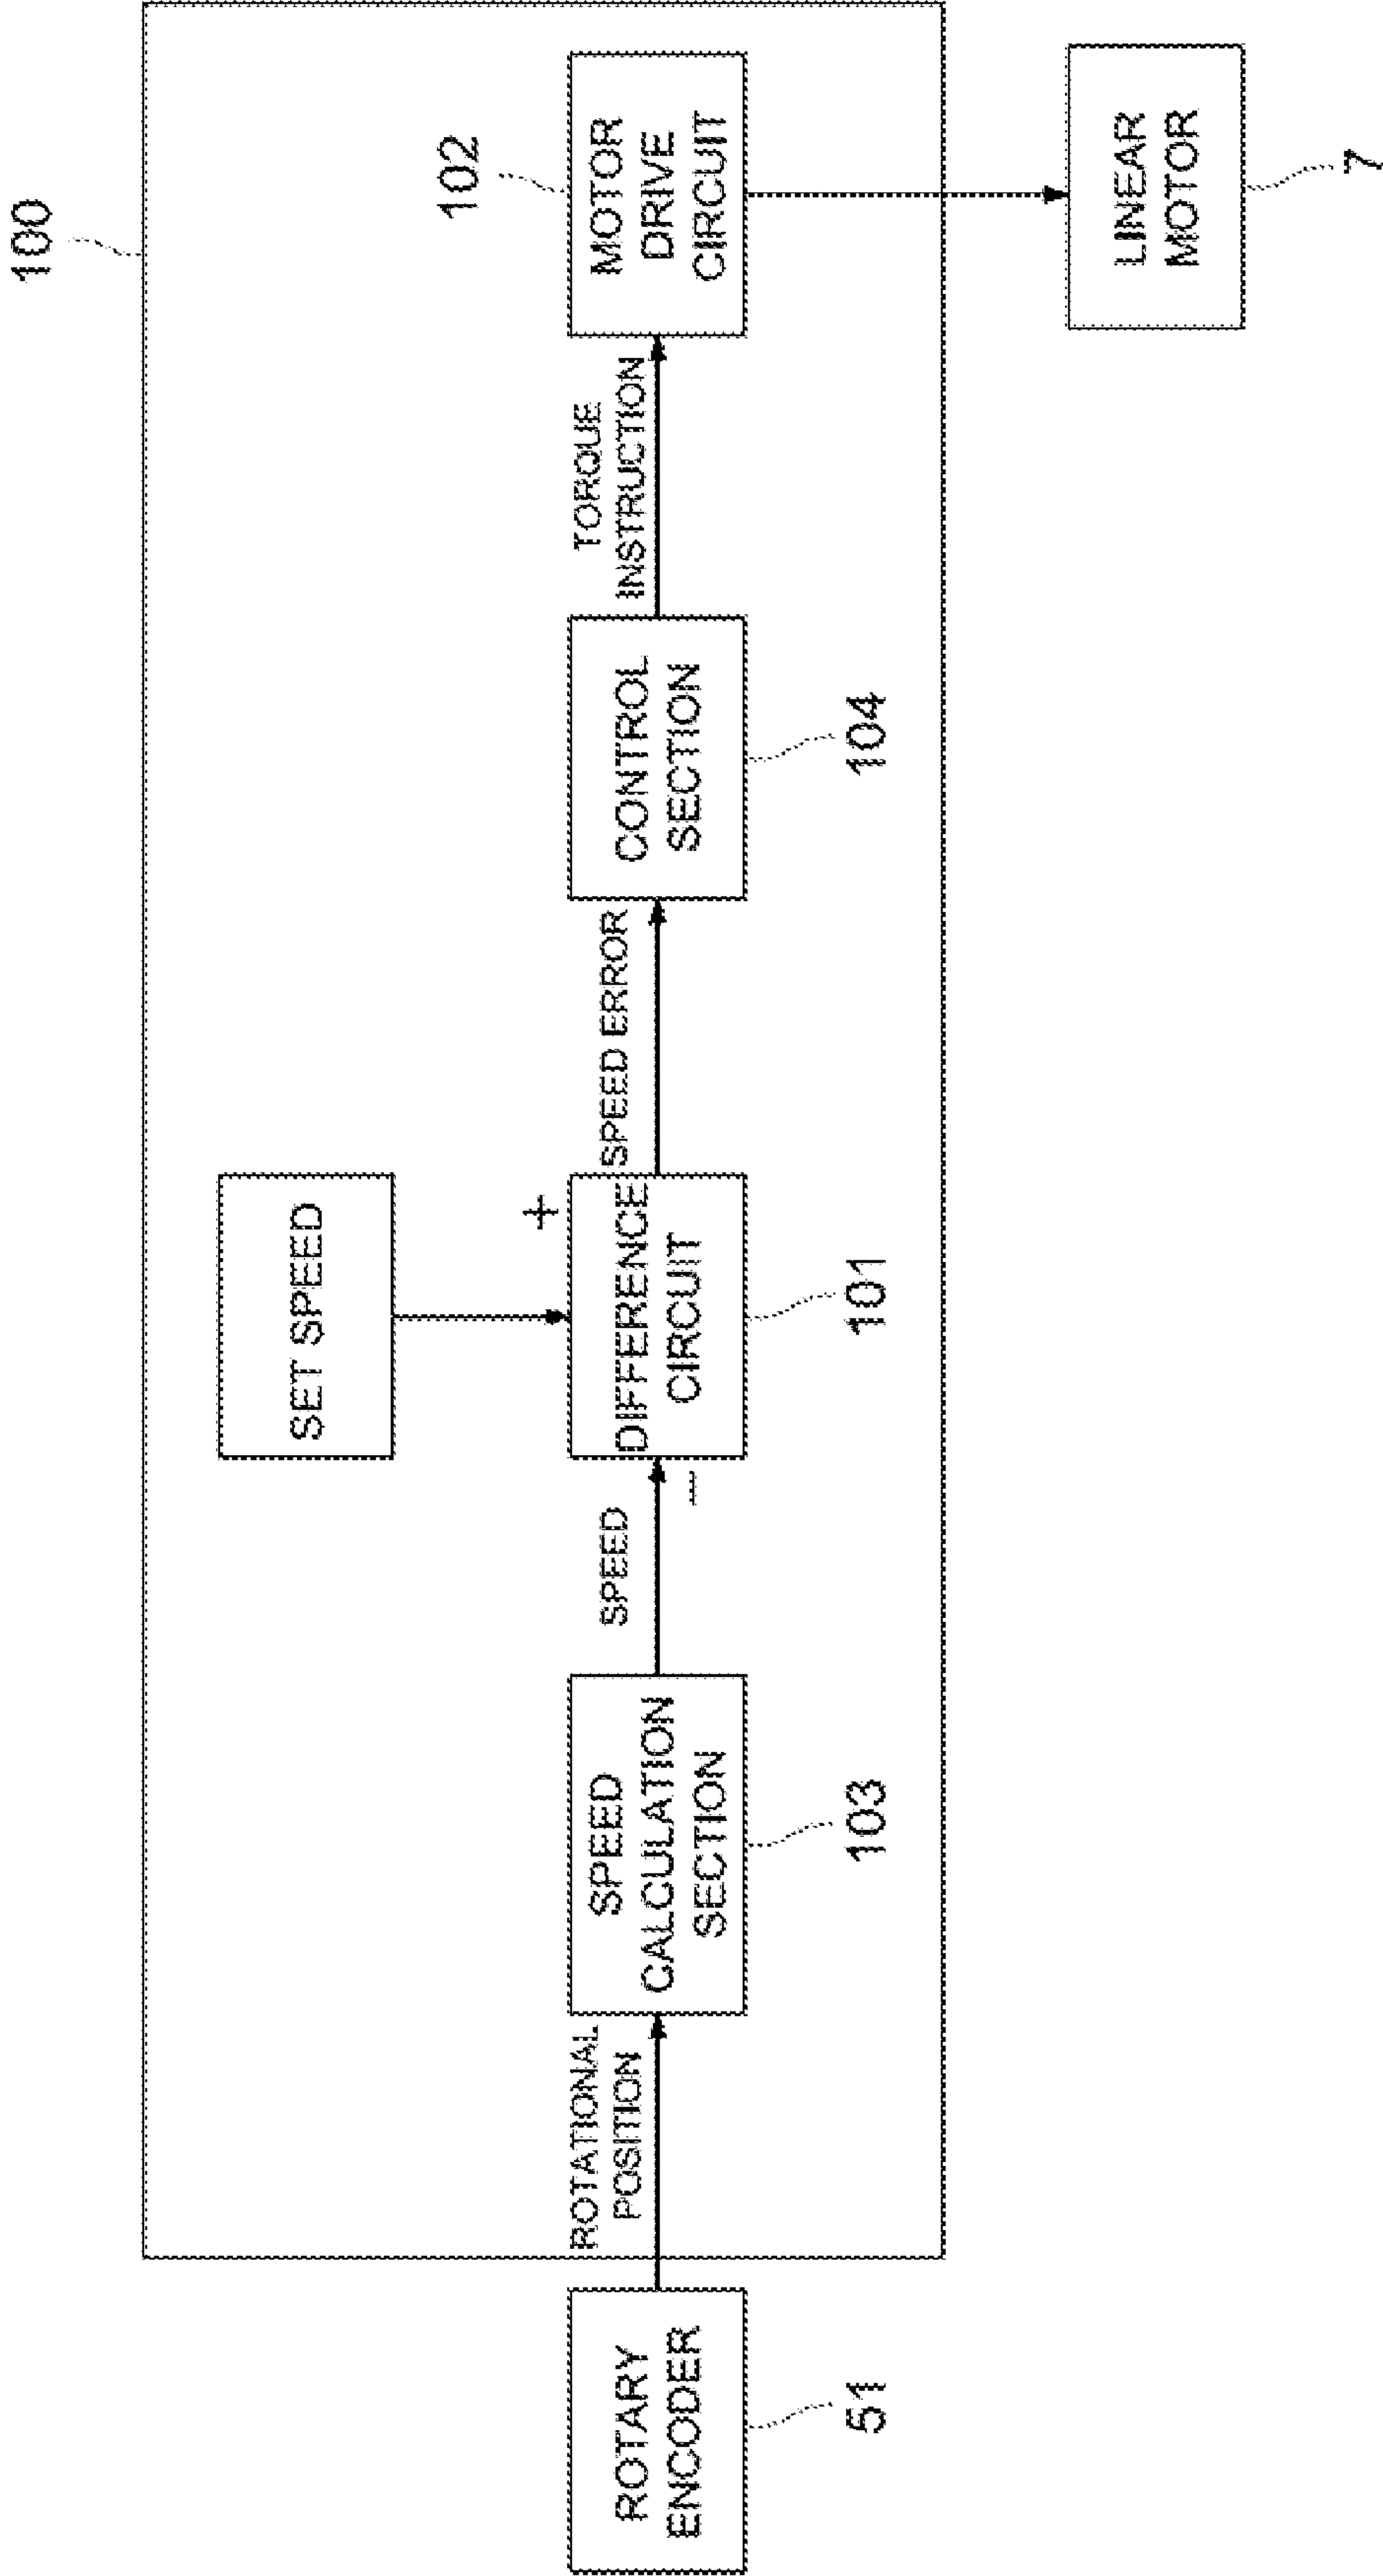 100
SET SPEED
102
+
ROTARY
ENCODER
51
ROTATIONAL
POSITION
SPEED
CALCULATION
SECTION
103
SPEED
–
DIFFERENCE
CIRCUIT
101
SPEED ERROR
CONTROL
SECTION
104
TORQUE
INSTRUCTION
MOTOR
DRIVE
CIRCUIT
LINEAR
MOTOR
7